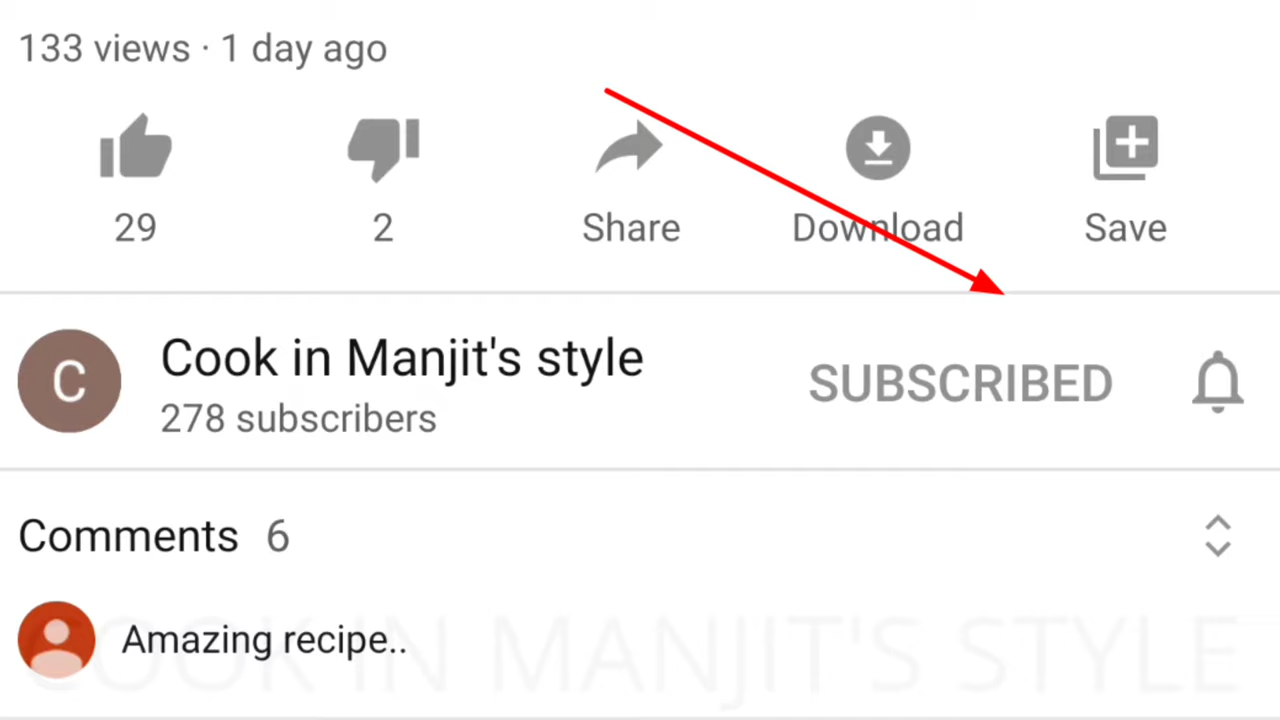 133 views · 1 day ago
29 2 Share Download Save
C Cook in Manjit's style SUBSCRIBED
278 subscribers
Comments 6
Amazing recipe..
COOK IN MANJIT'S STYLE